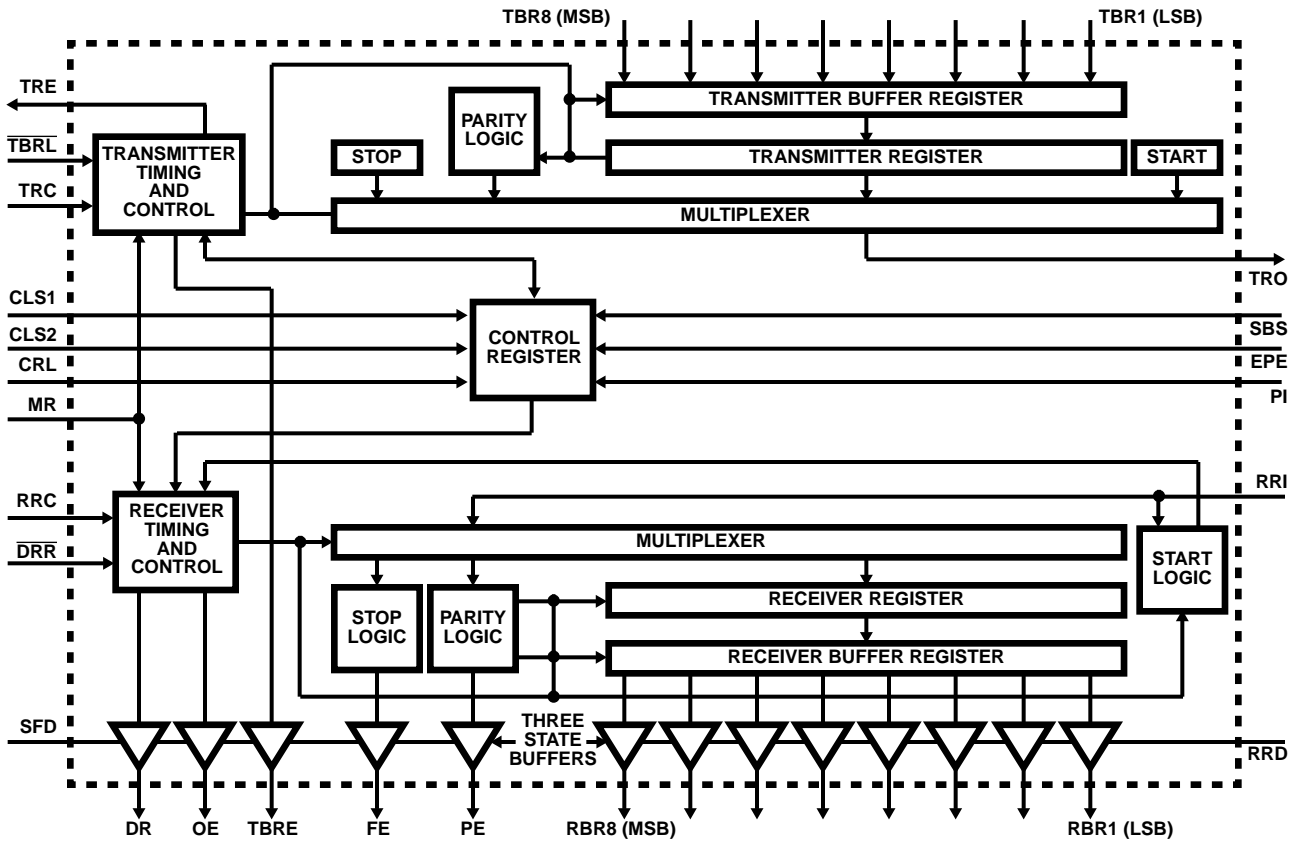 TBR8 (MSB)
TBR1 (LSB)
TRE
TRANSMITTER BUFFER REGISTER
PARITY
LOGIC
TBRL
TRANSMITTER
TIMING
AND
CONTROL
STOP
TRANSMITTER REGISTER
START
TRC
MULTIPLEXER
TRO
CLS1
SBS
CLS2
CONTROL
REGISTER
EPE
CRL
PI
MR
RRI
RRC
RECEIVER
TIMING
AND
CONTROL
MULTIPLEXER
START
LOGIC
DRR
STOP
LOGIC
PARITY
LOGIC
RECEIVER REGISTER
RECEIVER BUFFER REGISTER
SFD
THREE
STATE
BUFFERS
RRD
DR
OE
TBRE
FE
PE
RBR8 (MSB)
RBR1 (LSB)